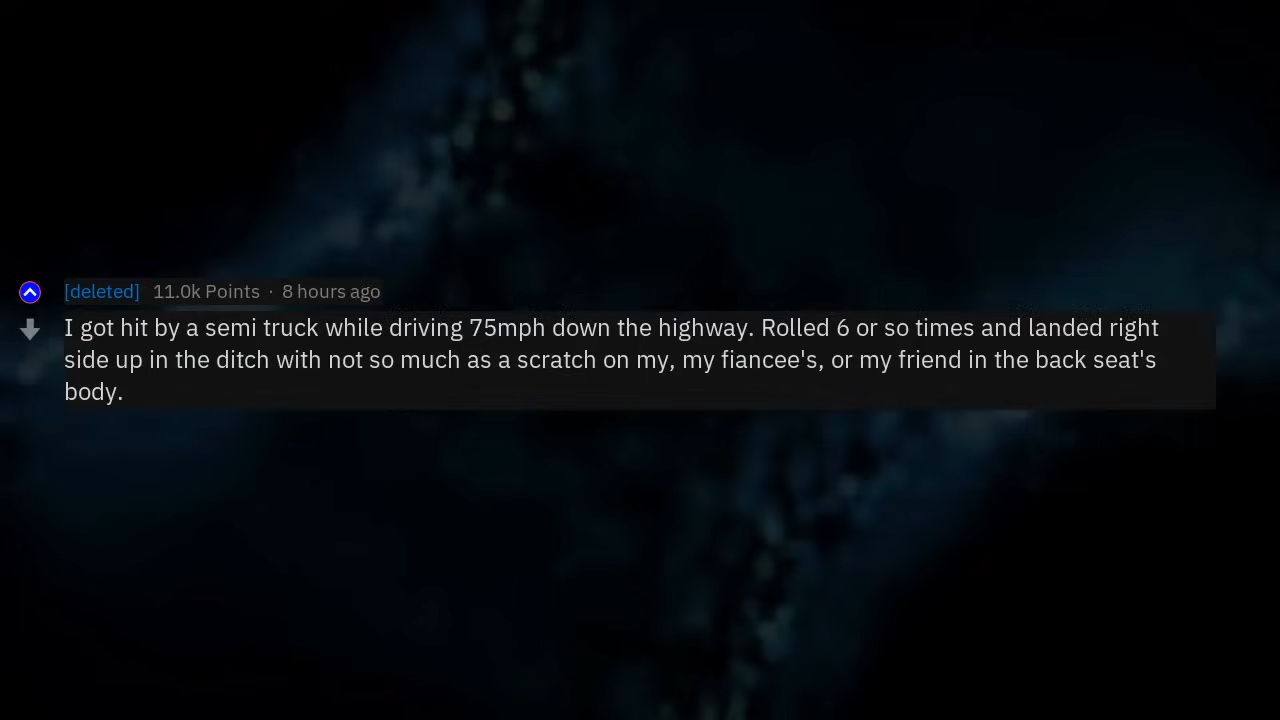 [deleted] 11.0k Points · 8 hours ago
I got hit by a semi truck while driving 75mph down the highway. Rolled 6 or so times and landed right
side up in the ditch with not so much as a scratch on my, my fiancee's, or my friend in the back seat's
body.